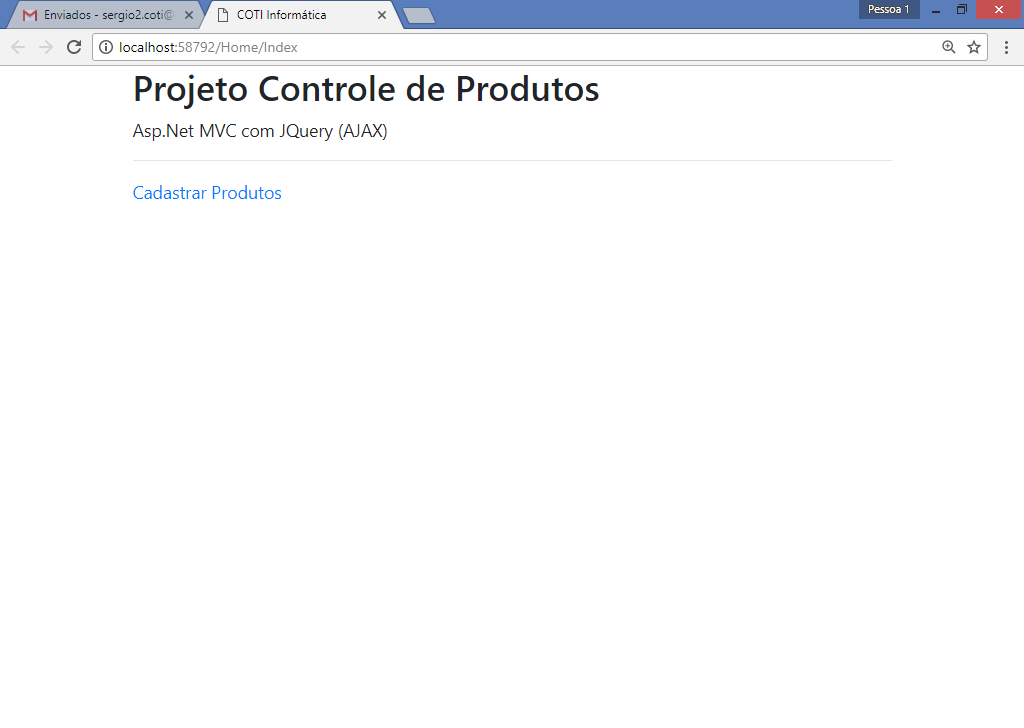 Enviados - sergio2.coti@
COTI Informática
Pessoa 1
localhost:58792/Home/Index
Projeto Controle de Produtos
Asp.Net MVC com JQuery (AJAX)
Cadastrar Produtos